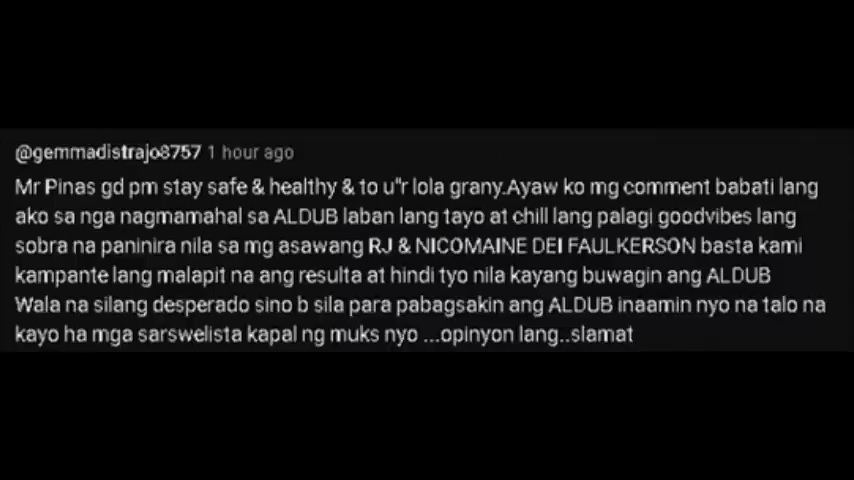 @gemmadistrajo8757 1 hour ago
Mr Pinas gd pm stay safe & healthy & to u"r lola grany.Ayaw ko mg comment babati lang
ako sa nga nagmamahal sa ALDUB laban lang tayo at chill lang palagi goodvibes lang
sobra na paninira nila sa mg asawang RJ & NICOMAINE DEI FAULKERSON basta kami
kampante lang malapit na ang resulta at hindi tyo nila kayang buwagin ang ALDUB
Wala na silang desperado sino b sila para pabagsakin ang ALDUB inaamin nyo na talo na
kayo ha mga sarswelista kapal ng muks nyo ...opinyon lang..slamat